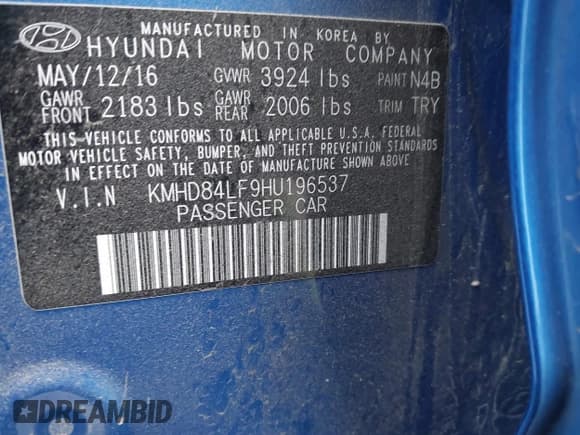 MANUFACTURED IN KOREA BY
HYUNDAI MOTOR COMPANY
MAY/12/16 GVWR 3924 lbs PAINT N4B
GAWR FRONT 2183 lbs GAWR REAR 2006 lbs TRIM TRY
THIS VEHICLE CONFORMS TO ALL APPLICABLE U.S.A. FEDERAL
MOTOR VEHICLE SAFETY, BUMPER, AND THEFT PREVENTION STANDARDS
IN EFFECT ON THE DATE OF MANUFACTURE SHOWN ABOVE
V.I.N KMHD84LF9HU196537
PASSENGER CAR
DREAMBID